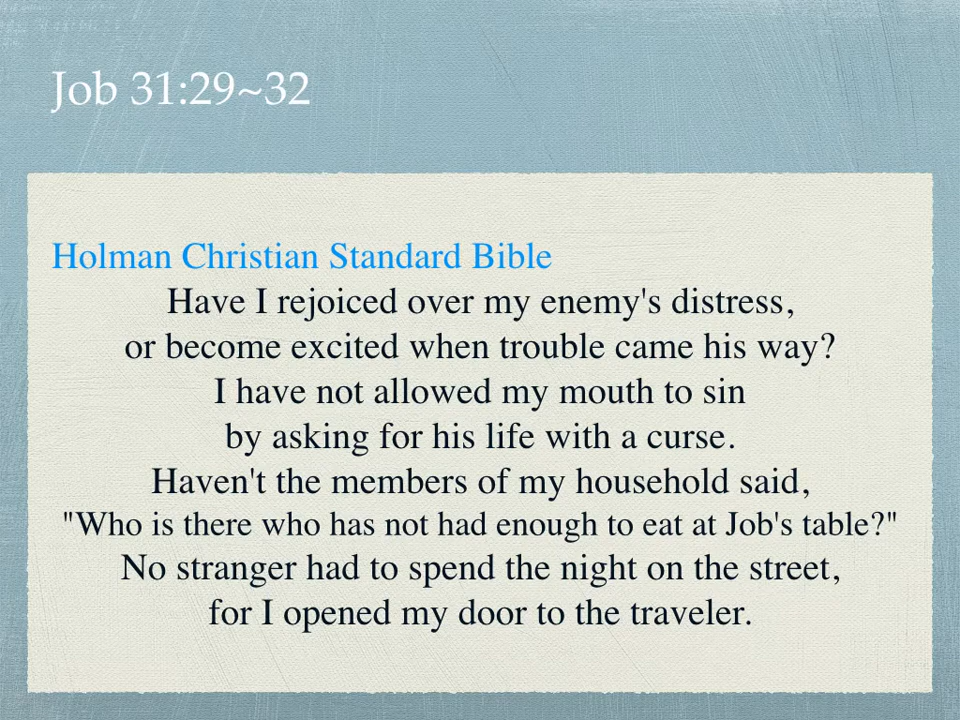 Job 31:29~32
Holman Christian Standard Bible
Have I rejoiced over my enemy's distress,
or become excited when trouble came his way?
I have not allowed my mouth to sin
by asking for his life with a curse.
Haven't the members of my household said,
"Who is there who has not had enough to eat at Job's table?"
No stranger had to spend the night on the street,
for I opened my door to the traveler.